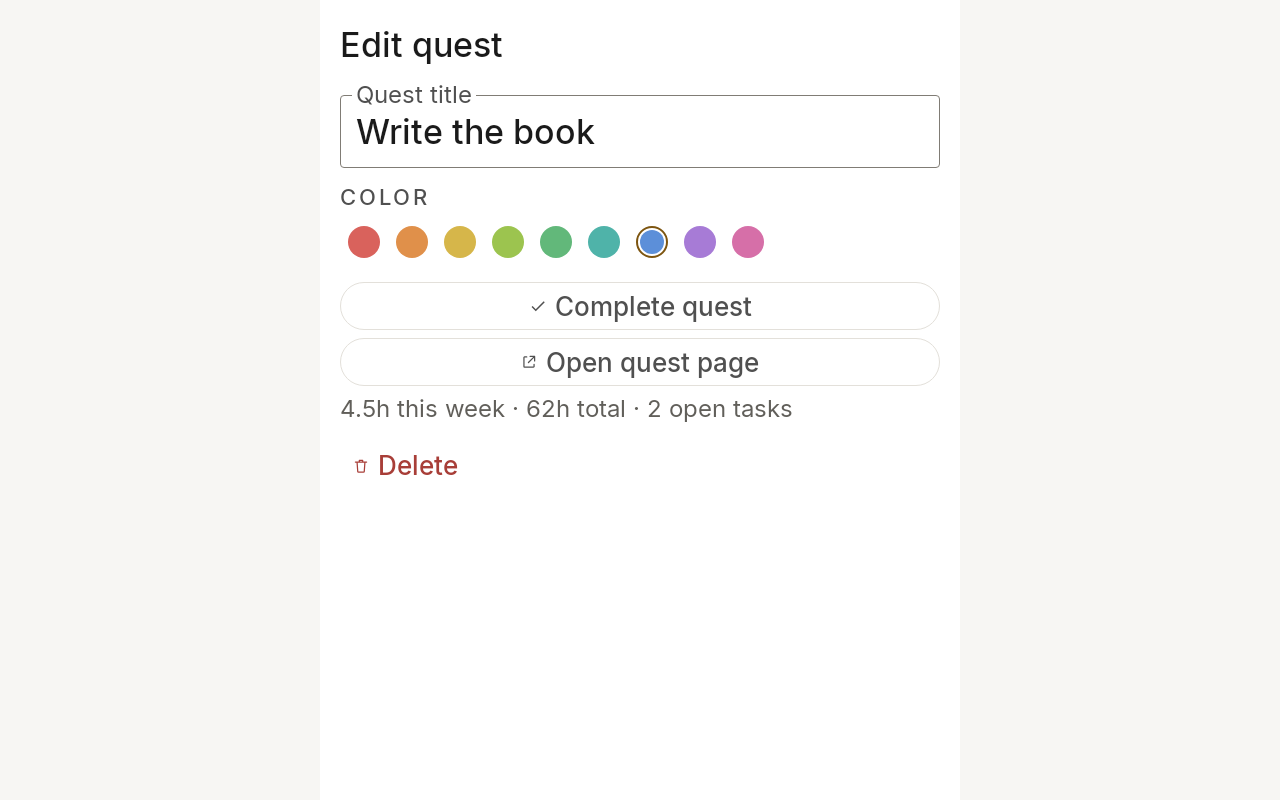 Edit quest
Quest title
Write the book
COLOR
Complete quest
Open quest page
4.5h this week · 62h total · 2 open tasks
Delete